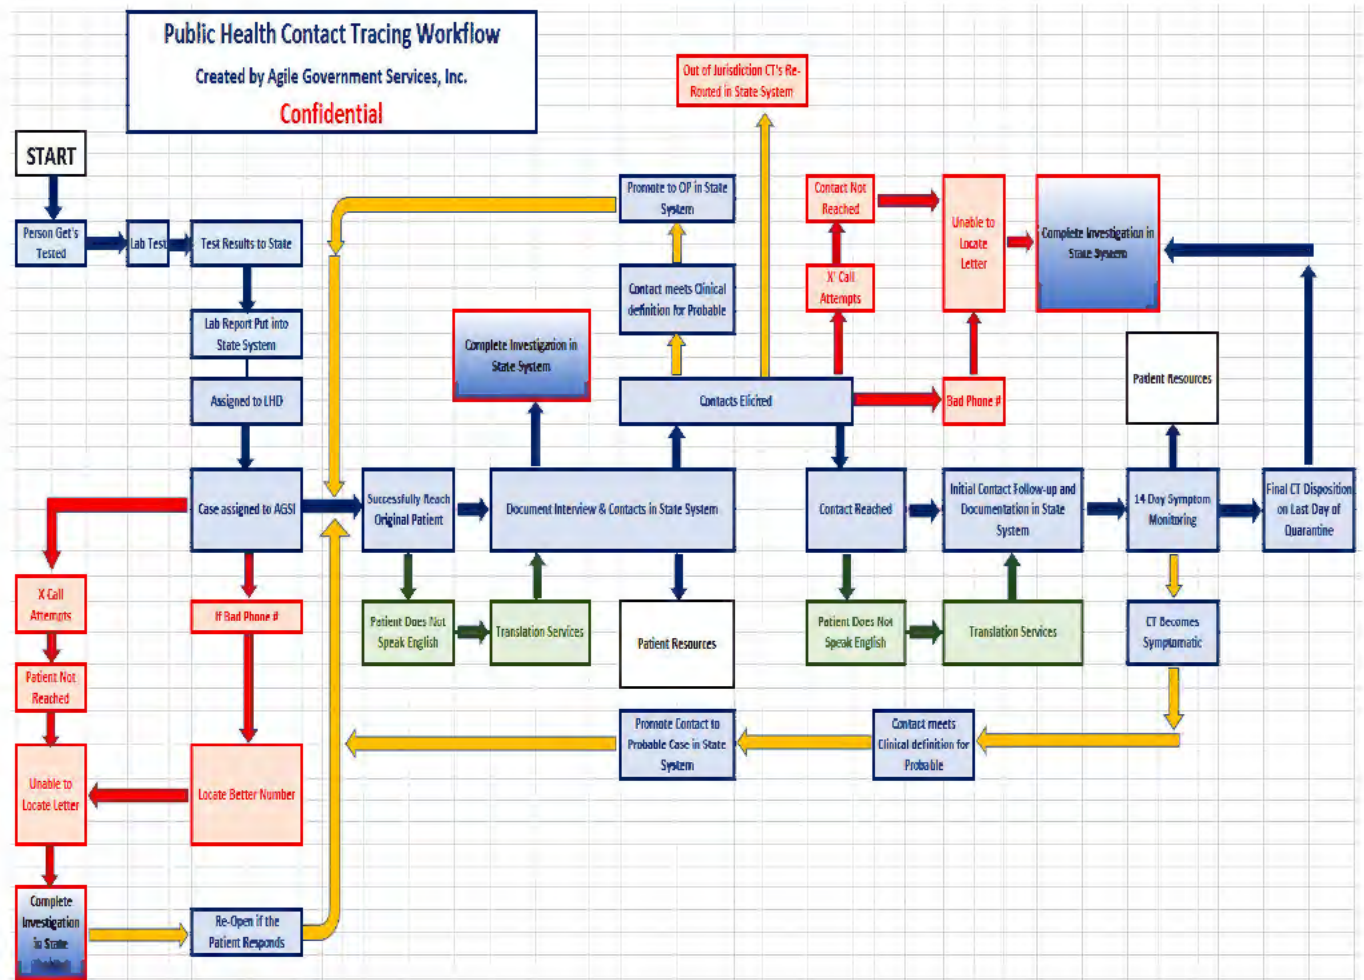 Public Health Contact Tracing Workflow
Created by Agile Government Services, Inc.
Confidential
Out of Jurisdiction CT's Re-
Routed in State System
START
Person Get's
Tested
Lab Test
Test Results to State
Promote to OP in State
System
Contact Not
Reached
Unable to
Locate
Letter
Complete Investigation in
State System
Contact meets Clinical
definition for Probable
X' Call
Attempts
Lab Report Put into
State System
Complete Investigation in
State System
Patient Resources
Assigned to LHD
Contacts Elicited
Bad Phone #
Case assigned to AGSI
Successfully Reach
Original Patient
Document Interview & Contacts in State System
Contact Reached
Initial Contact Follow-up and
Documentation in State
System
14 Day Symptom
Monitoring
Final CT Disposition
on Last Day of
Quarantine
X Call
Attempts
If Bad Phone #
Patient Does Not
Speak English
Translation Services
Patient Resources
Patient Does Not
Speak English
Translation Services
CT Becomes
Symptomatic
Patient Not
Reached
Unable to
Locate Letter
Locate Better Number
Promote Contact to
Probable Case in State
System
Contact meets
Clinical definition for
Probable
Complete
Investigation
in State
Re-Open if the
Patient Responds